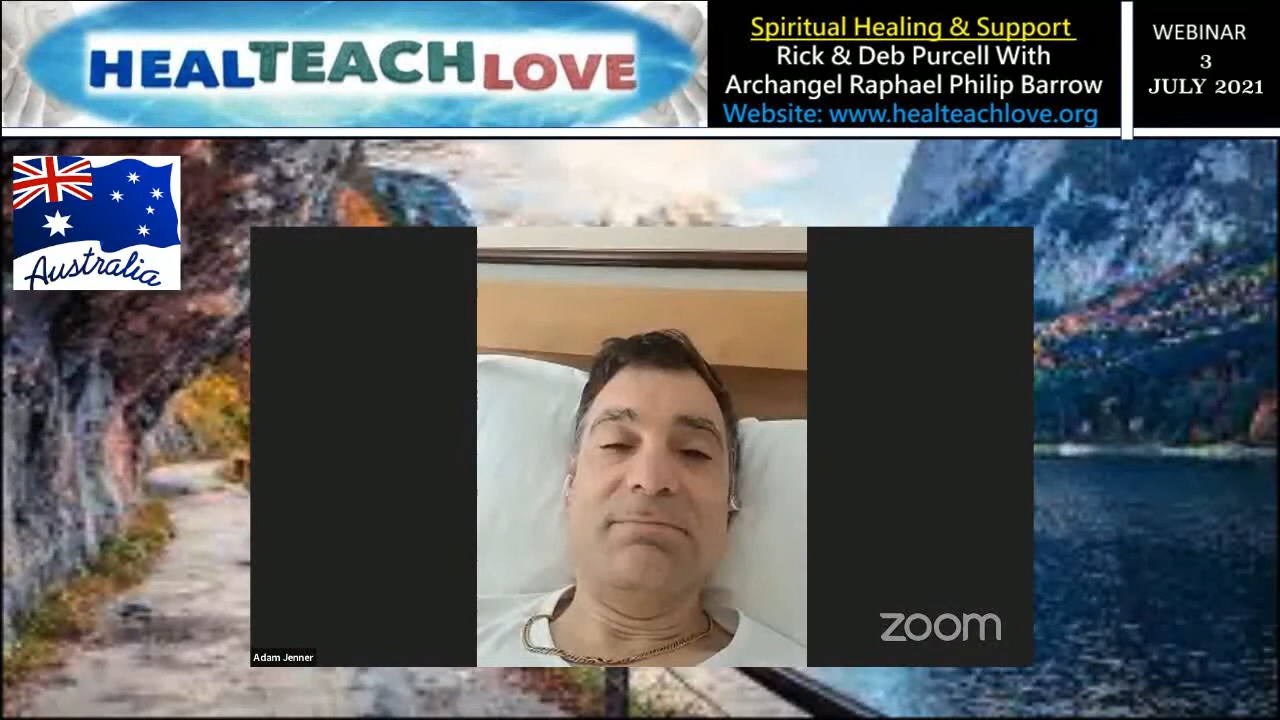 HEALTEACHLOVE
Spiritual Healing & Support
Rick & Deb Purcell With
Archangel Raphael Philip Barrow
Website: www.healteachlove.org
WEBINAR
3
JULY 2021
Australia
zoom
Adam Jenner